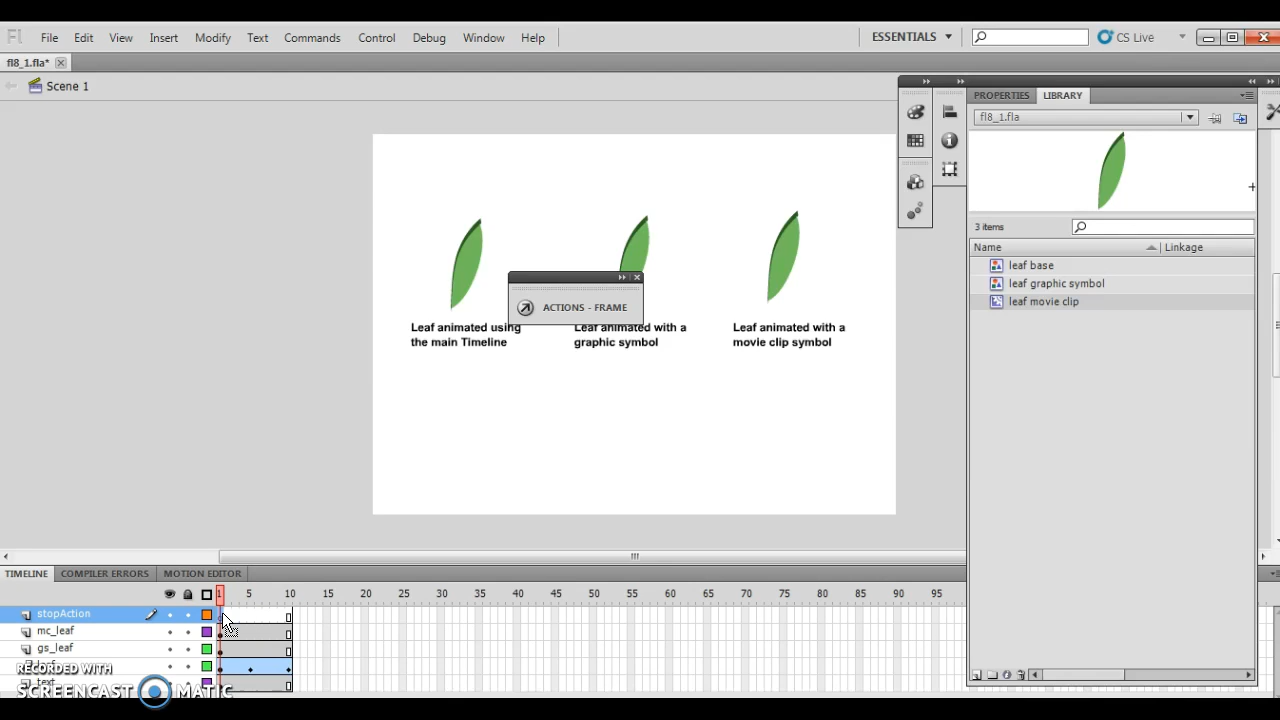 Fl File Edit View Insert Modify Text Commands Control Debug Window Help ESSENTIALS CS Live
fl8_1.fla*
Scene 1
PROPERTIES LIBRARY
fl8_1.fla
3 items
Name Linkage
leaf base
leaf graphic symbol
leaf movie clip
ACTIONS - FRAME
Leaf animated using
the main Timeline
Leaf animated with a
graphic symbol
Leaf animated with a
movie clip symbol
TIMELINE COMPILER ERRORS MOTION EDITOR
1 5 10 15 20 25 30 35 40 45 50 55 60 65 70 75 80 85 90 95
stopAction
mc_leaf
gs_leaf
text
RECORDED WITH
SCREENCAST MATIC